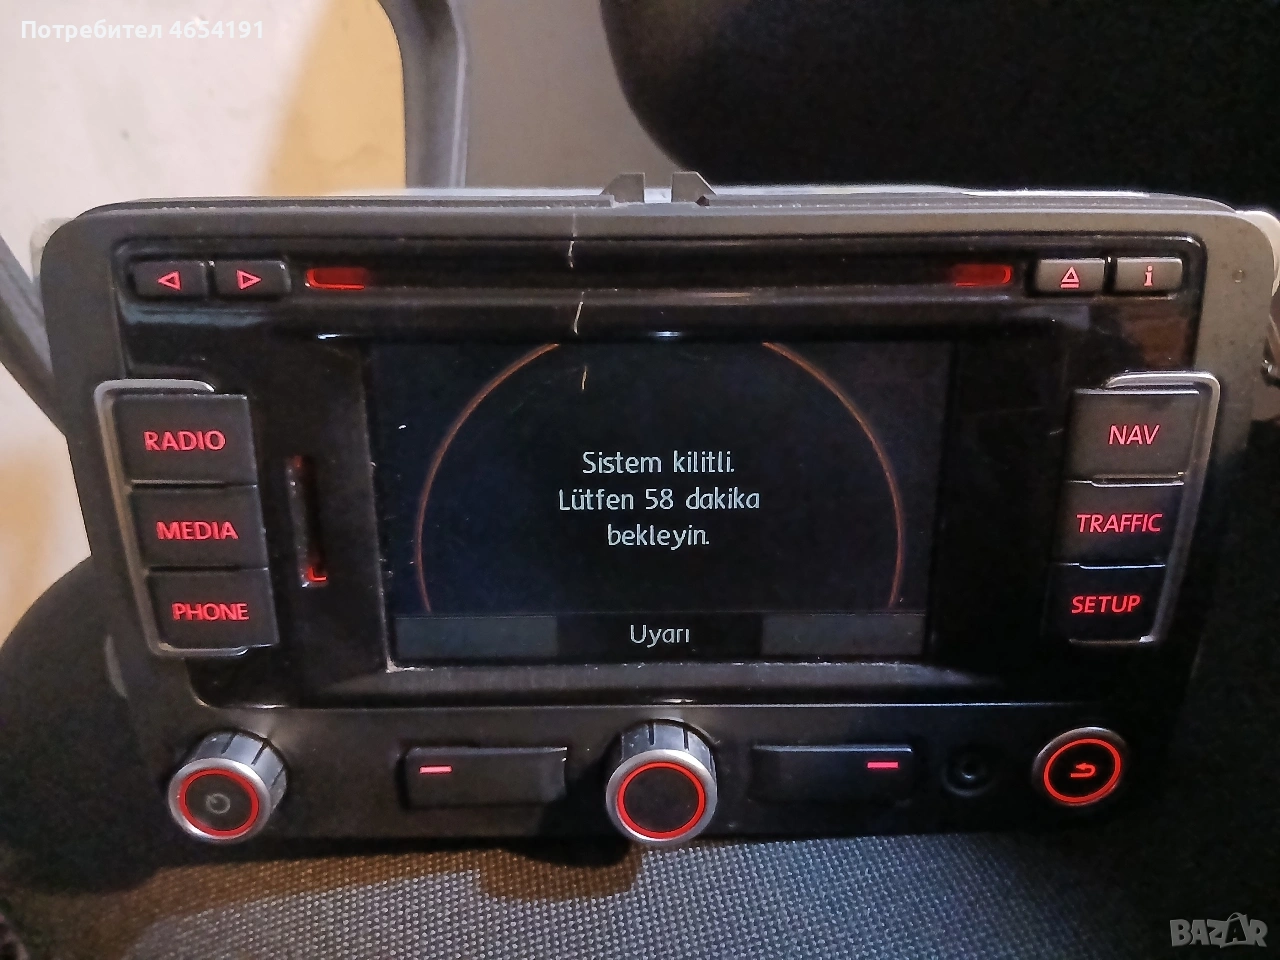 Потребител 4654191
i
RADIO
MEDIA
PHONE
NAV
TRAFFIC
SETUP
Sistem kilitli.
Lütfen 58 dakika
bekleyin.
Uyarı
BAZAR